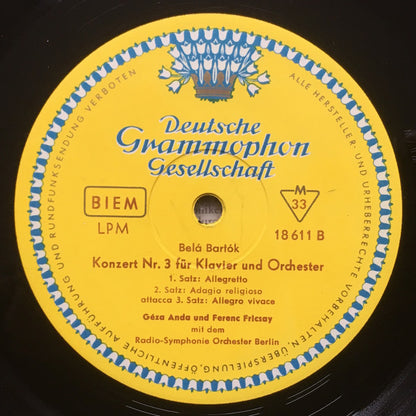 Deutsche
Grammophon
Gesellschaft
BIEM
LPM
M
33
18 611 B
Belá Bartók
Konzert Nr. 3 für Klavier und Orchester
1. Satz: Allegretto
2. Satz: Adagio religioso
attacca 3. Satz: Allegro vivace
Géza Anda und Ferenc Fricsay
mit dem
Radio-Symphonie Orchester Berlin
ALLE HERSTELLER- UND URHEBERRECHTE VORBEHALTEN. ÜBERSPIELUNG, ÖFFENTLICHE AUFFÜHRUNG UND RUNDFUNKSENDUNG VERBOTEN